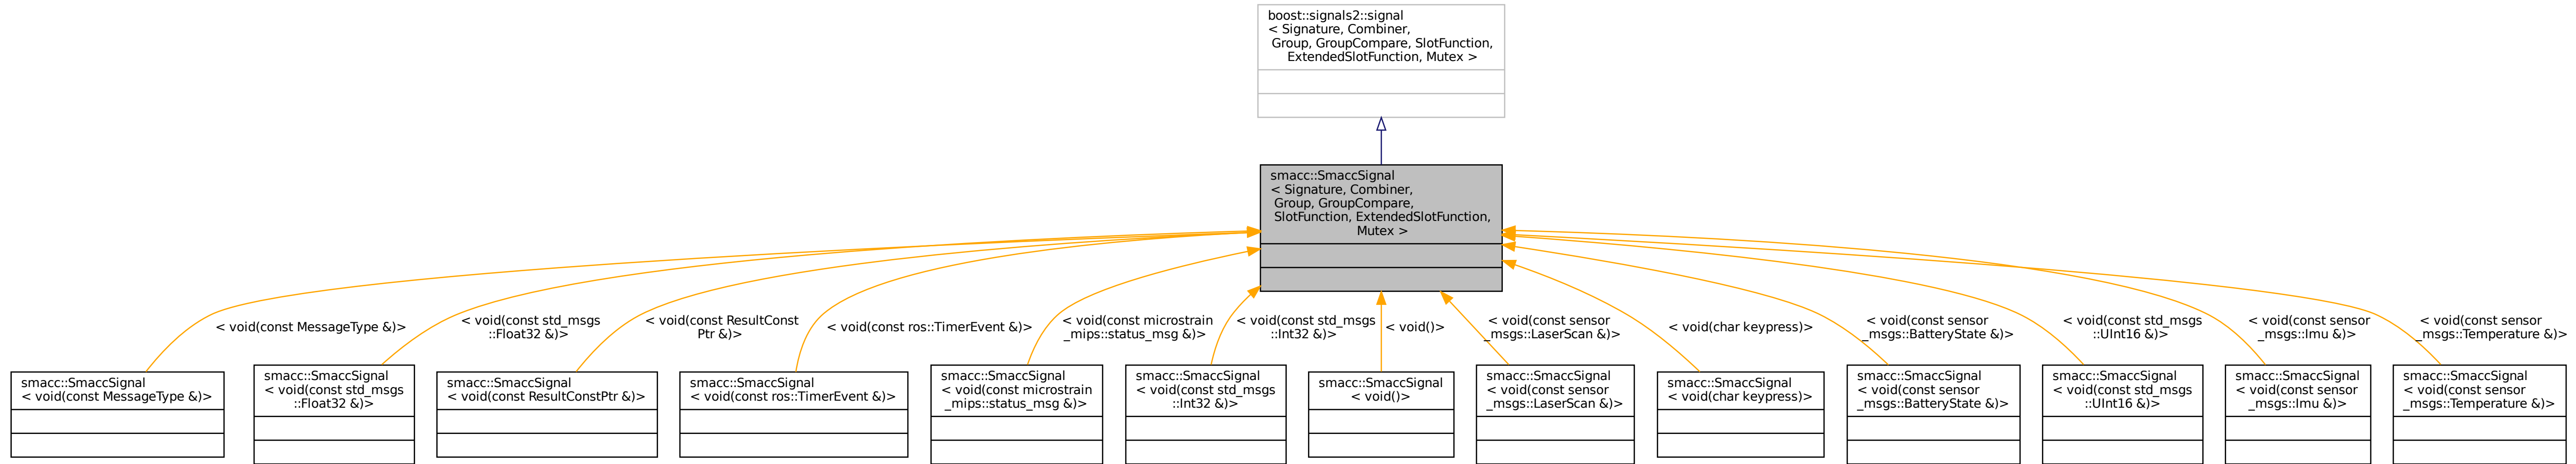 boost::signals2::signal
< Signature, Combiner,
Group, GroupCompare, SlotFunction,
ExtendedSlotFunction, Mutex >
smacc::SmaccSignal
< Signature, Combiner,
Group, GroupCompare,
SlotFunction, ExtendedSlotFunction,
Mutex >
< void(const MessageType &)>
< void(const std_msgs
::Float32 &)>
< void(const ResultConst
Ptr &)>
< void(const ros::TimerEvent &)>
< void(const microstrain
_mips::status_msg &)>
< void(const std_msgs
::Int32 &)>
< void()>
< void(const sensor
_msgs::LaserScan &)>
< void(char keypress)>
< void(const sensor
_msgs::BatteryState &)>
< void(const std_msgs
::UInt16 &)>
< void(const sensor
_msgs::Imu &)>
< void(const sensor
_msgs::Temperature &)>
smacc::SmaccSignal
< void(const MessageType &)>
smacc::SmaccSignal
< void(const std_msgs
::Float32 &)>
smacc::SmaccSignal
< void(const ResultConstPtr &)>
smacc::SmaccSignal
< void(const ros::TimerEvent &)>
smacc::SmaccSignal
< void(const microstrain
_mips::status_msg &)>
smacc::SmaccSignal
< void(const std_msgs
::Int32 &)>
smacc::SmaccSignal
< void()>
smacc::SmaccSignal
< void(const sensor
_msgs::LaserScan &)>
smacc::SmaccSignal
< void(char keypress)>
smacc::SmaccSignal
< void(const sensor
_msgs::BatteryState &)>
smacc::SmaccSignal
< void(const std_msgs
::UInt16 &)>
smacc::SmaccSignal
< void(const sensor
_msgs::Imu &)>
smacc::SmaccSignal
< void(const sensor
_msgs::Temperature &)>